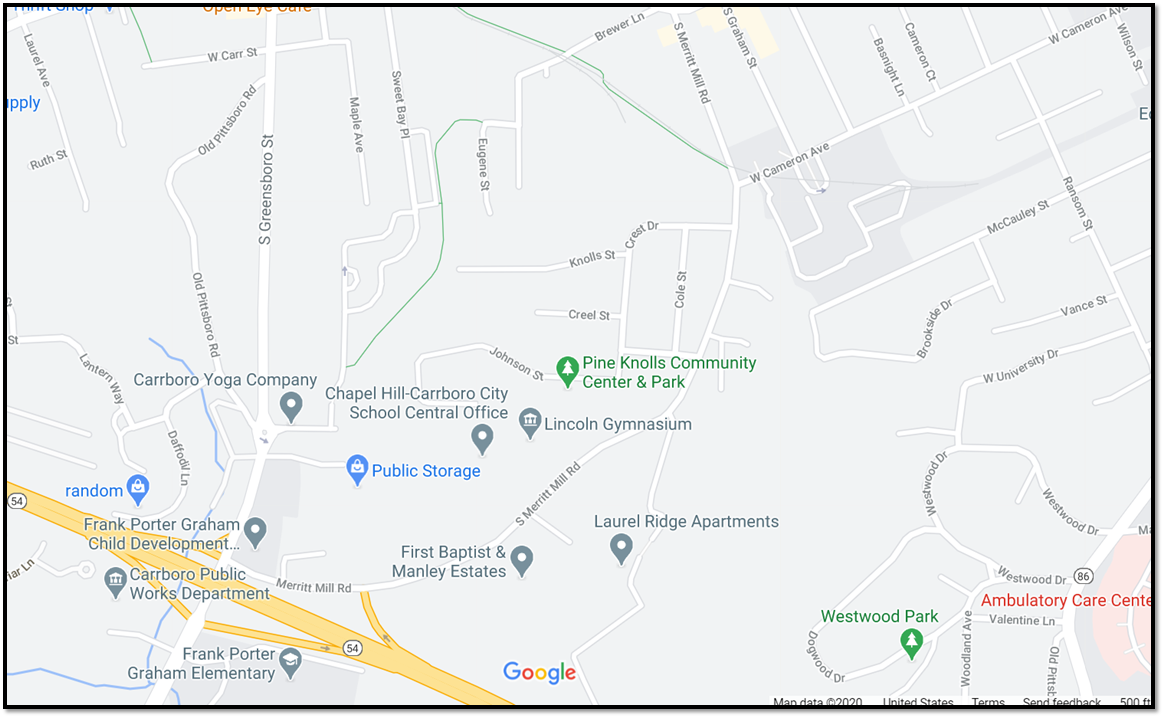 Thrift Shop
Open Eye Cafe
Laurel Ave
W Carr St
Sweet Bay Pl
Maple Ave
Old Pittsboro Rd
Brewer Ln
S Merritt Mill Rd
S Graham St
Basnight Ln
Cameron Ct
W Cameron Ave
Wilson St
Ruth St
S Greensboro St
Eugene St
W Cameron Ave
Ransom St
McCauley St
Crest Dr
Knolls St
Cole St
Creel St
Old Pittsboro Rd
Brookside Dr
Vance St
W University Dr
St
Lantern Way
Johnson St
Pine Knolls Community
Center & Park
Carrboro Yoga Company
Chapel Hill-Carrboro City
School Central Office
Lincoln Gymnasium
Daffodil Ln
Public Storage
random
54
S Merritt Mill Rd
Westwood Dr
Westwood Dr
Laurel Ridge Apartments
Frank Porter Graham
Child Development...
First Baptist &
Manley Estates
Carrboro Public
Works Department
Merritt Mill Rd
Westwood Dr
86
Ambulatory Care Cente
Westwood Park
Valentine Ln
Woodland Ave
Dogwood Dr
54
Frank Porter
Graham Elementary
Google
Map data ©2020 United States Terms Send feedback 500 ft